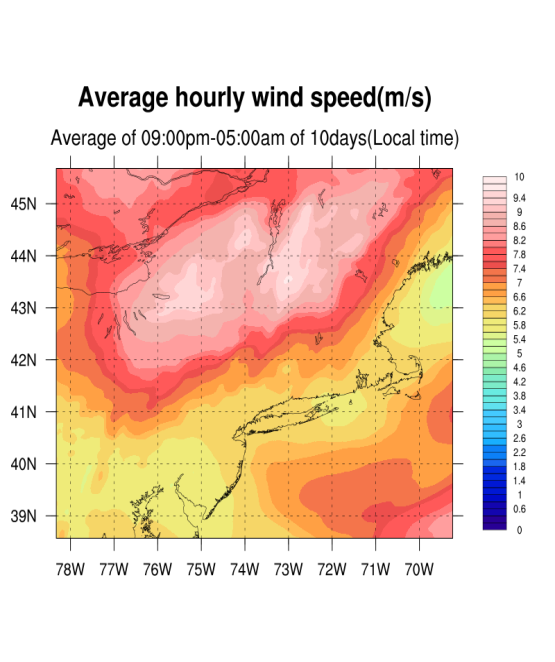 Average hourly wind speed(m/s)
Average of 09:00pm-05:00am of 10days(Local time)
45N
44N
43N
42N
41N
40N
39N
78W 77W 76W 75W 74W 73W 72W 71W 70W
10
9.4
9
8.6
8.2
7.8
7.4
7
6.6
6.2
5.8
5.4
5
4.6
4.2
3.8
3.4
3
2.6
2.2
1.8
1.4
1
0.6
0